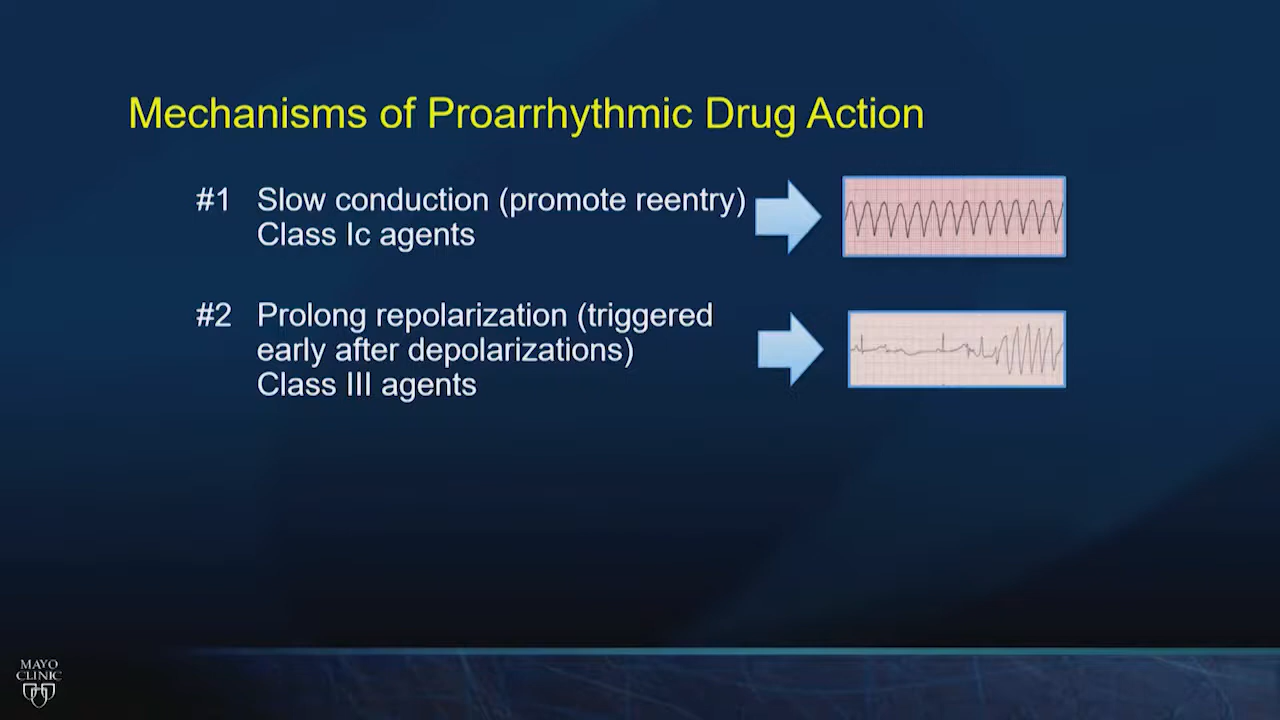 Mechanisms of Proarrhythmic Drug Action
#1 Slow conduction (promote reentry)
Class Ic agents
#2 Prolong repolarization (triggered
early after depolarizations)
Class III agents
MAYO
CLINIC